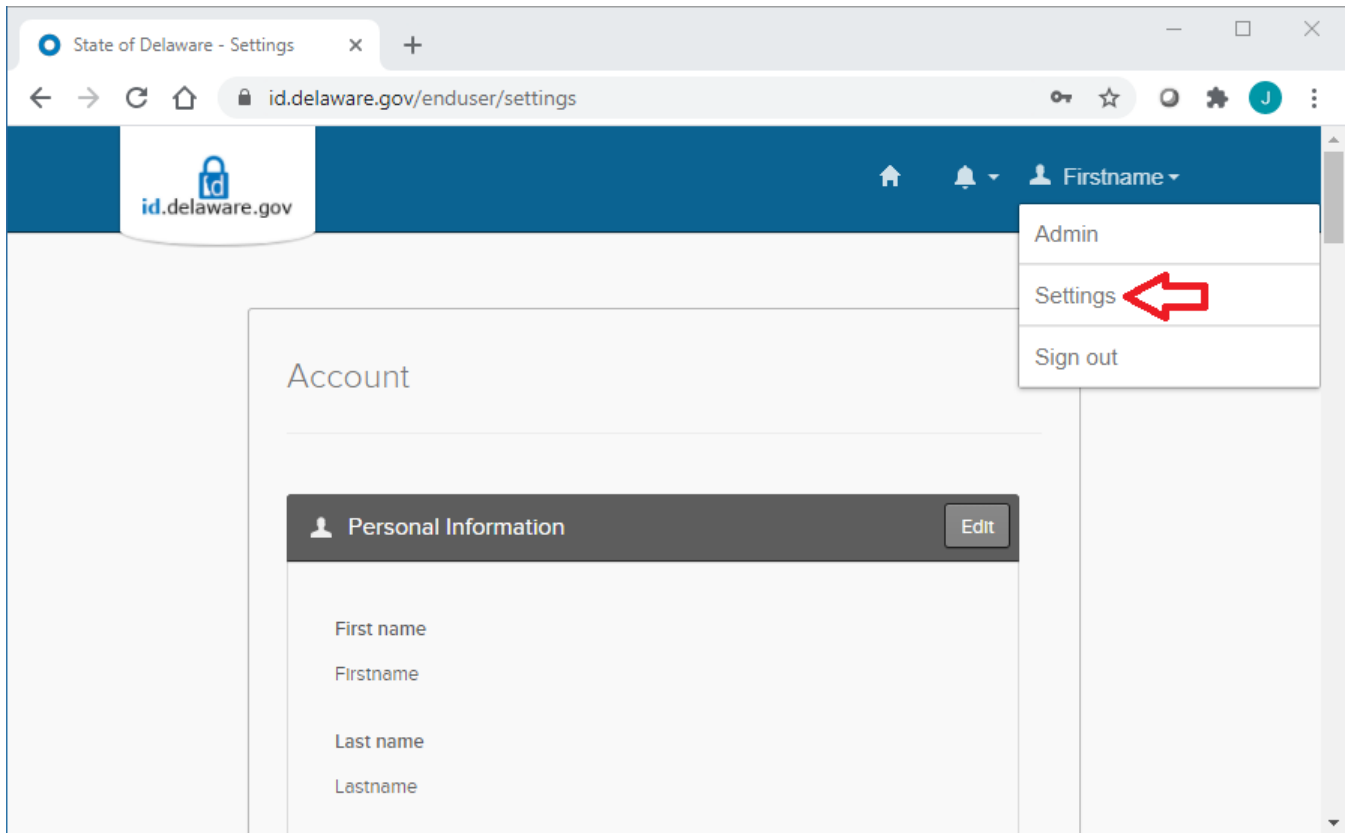 State of Delaware - Settings
id.delaware.gov/enduser/settings
J
id
id.delaware.gov
Firstname
Admin
Settings
Sign out
Account
Personal Information
Edit
First name
Firstname
Last name
Lastname